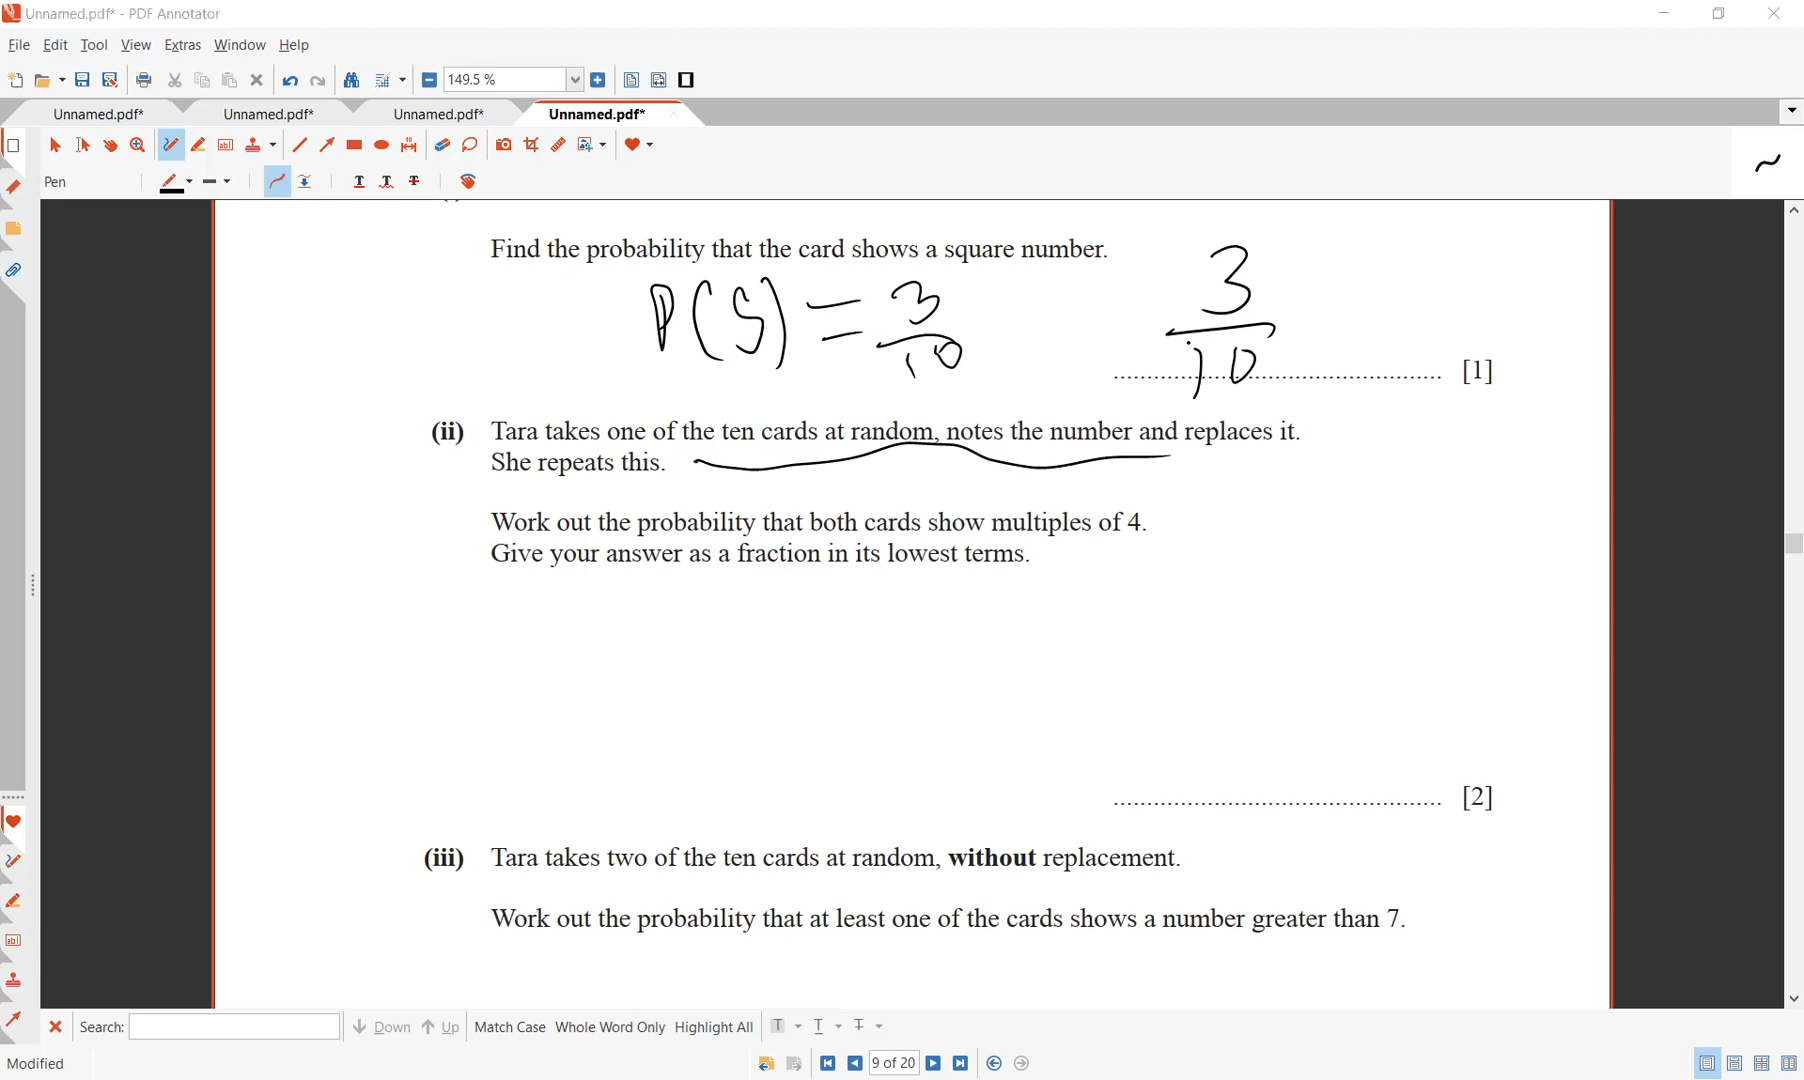 Unnamed.pdf* - PDF Annotator
File Edit Tool View Extras Window Help
149.5 %
Unnamed.pdf* Unnamed.pdf* Unnamed.pdf* Unnamed.pdf*
Pen
Find the probability that the card shows a square number.
P(S) = 3/10
3/10
[1]
(ii) Tara takes one of the ten cards at random, notes the number and replaces it.
She repeats this.
Work out the probability that both cards show multiples of 4.
Give your answer as a fraction in its lowest terms.
[2]
(iii) Tara takes two of the ten cards at random, without replacement.
Work out the probability that at least one of the cards shows a number greater than 7.
Search: Down Up Match Case Whole Word Only Highlight All
Modified 9 of 20